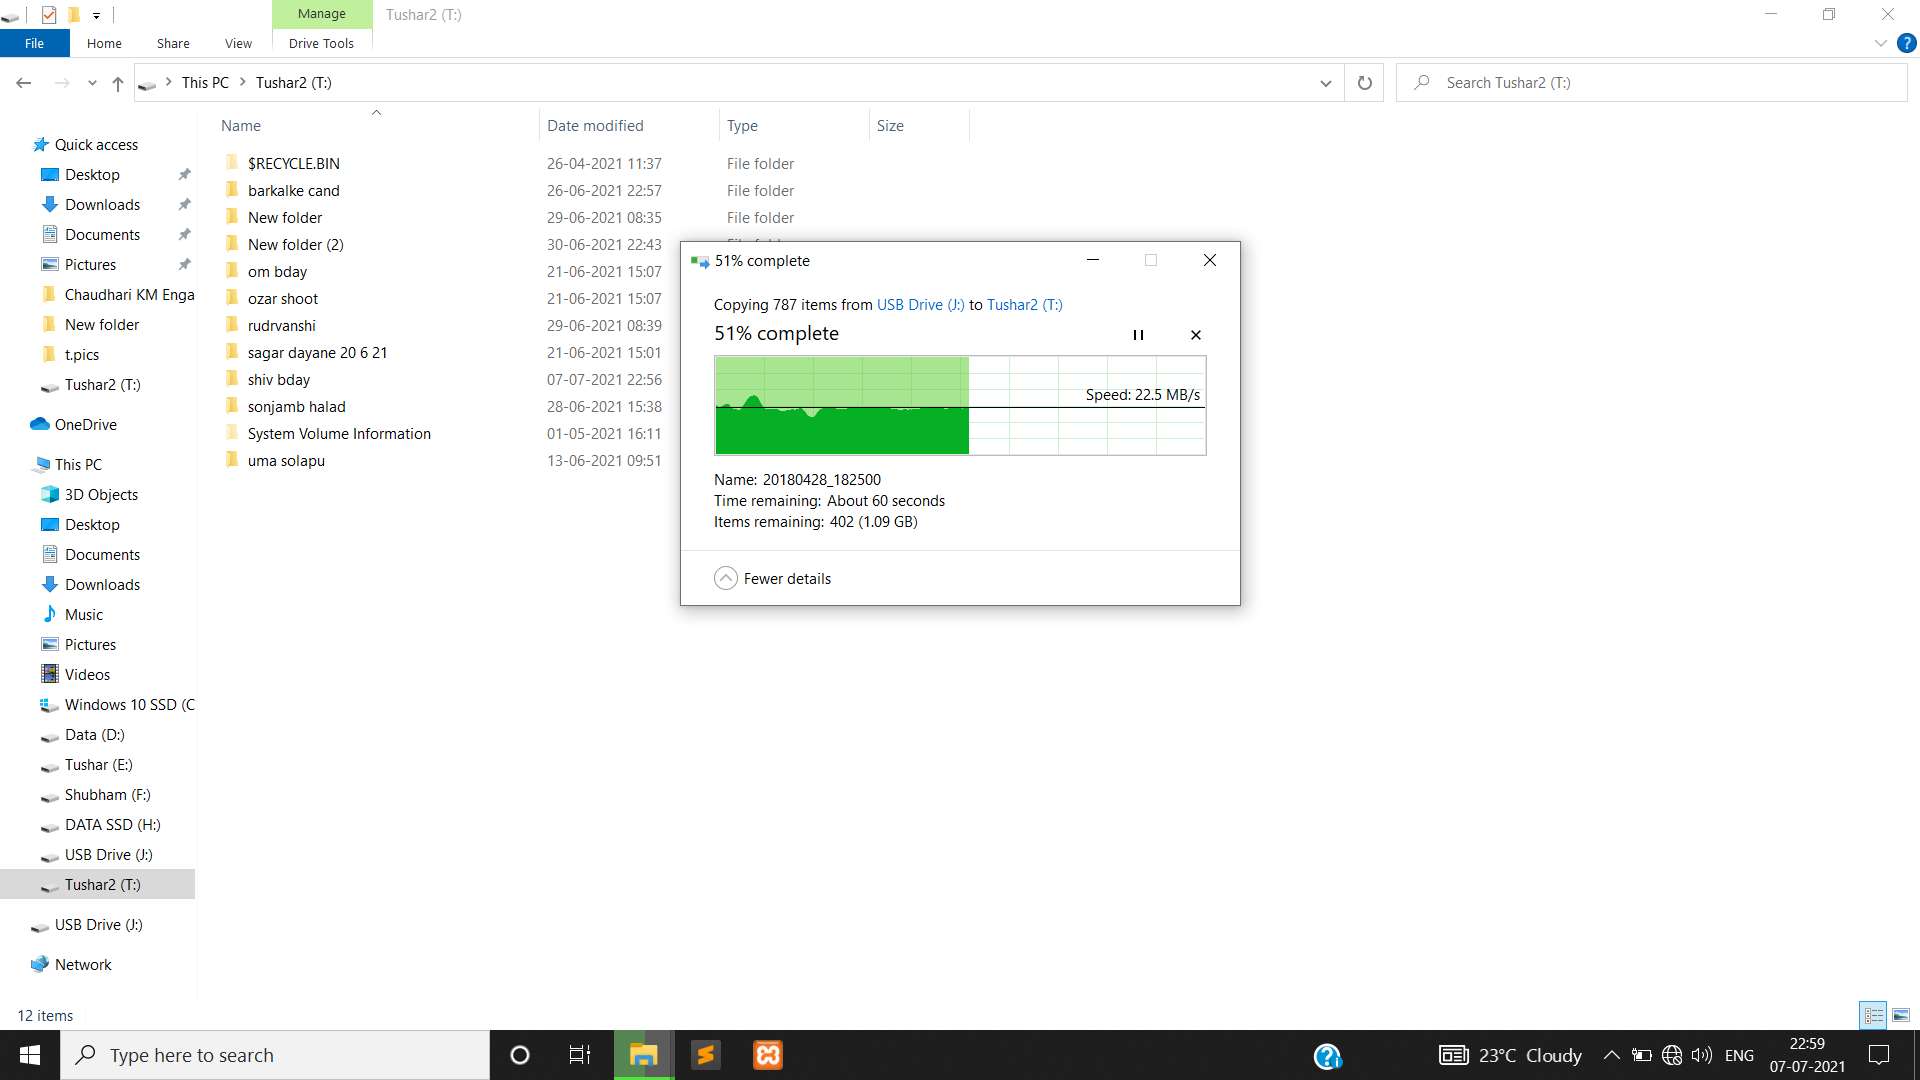 Manage
Tushar2 (T:)
File
Home
Share
View
Drive Tools
This PC
Tushar2 (T:)
Search Tushar2 (T:)
Name
Date modified
Type
Size
$RECYCLE.BIN 26-04-2021 11:37 File folder
barkalke cand 26-06-2021 22:57 File folder
New folder 29-06-2021 08:35 File folder
New folder (2) 30-06-2021 22:43
om bday 21-06-2021 15:07
ozar shoot 21-06-2021 15:07
rudrvanshi 29-06-2021 08:39
sagar dayane 20 6 21 21-06-2021 15:01
shiv bday 07-07-2021 22:56
sonjamb halad 28-06-2021 15:38
System Volume Information 01-05-2021 16:11
uma solapu 13-06-2021 09:51
Quick access
Desktop
Downloads
Documents
Pictures
Chaudhari KM Enga
New folder
t.pics
Tushar2 (T:)
OneDrive
This PC
3D Objects
Desktop
Documents
Downloads
Music
Pictures
Videos
Windows 10 SSD (C
Data (D:)
Tushar (E:)
Shubham (F:)
DATA SSD (H:)
USB Drive (J:)
Tushar2 (T:)
USB Drive (J:)
Network
12 items
51% complete
Copying 787 items from USB Drive (J:) to Tushar2 (T:)
51% complete
Speed: 22.5 MB/s
Name: 20180428_182500
Time remaining: About 60 seconds
Items remaining: 402 (1.09 GB)
Fewer details
Type here to search
23°C Cloudy
ENG
22:59
07-07-2021